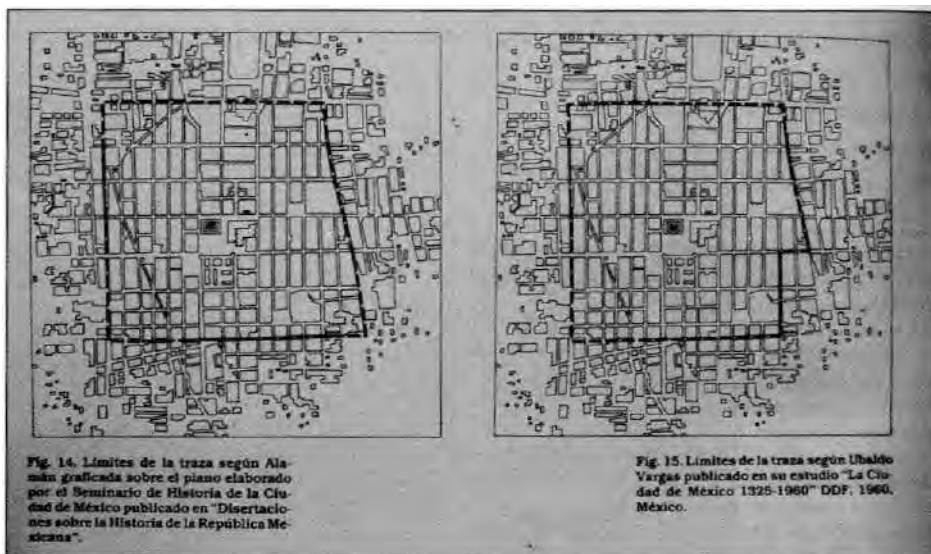 Fig. 14. Límites de la traza según Ala-
mán graficada sobre el plano elaborado
por el Seminario de Historia de la Ciu-
dad de México publicado en "Disertacio-
nes sobre la Historia de la República Me-
xicana".
Fig. 15. Límites de la traza según Ubaldo
Vargas publicado en su estudio "La Ciu-
dad de México 1325-1960" DDF, 1960,
México.